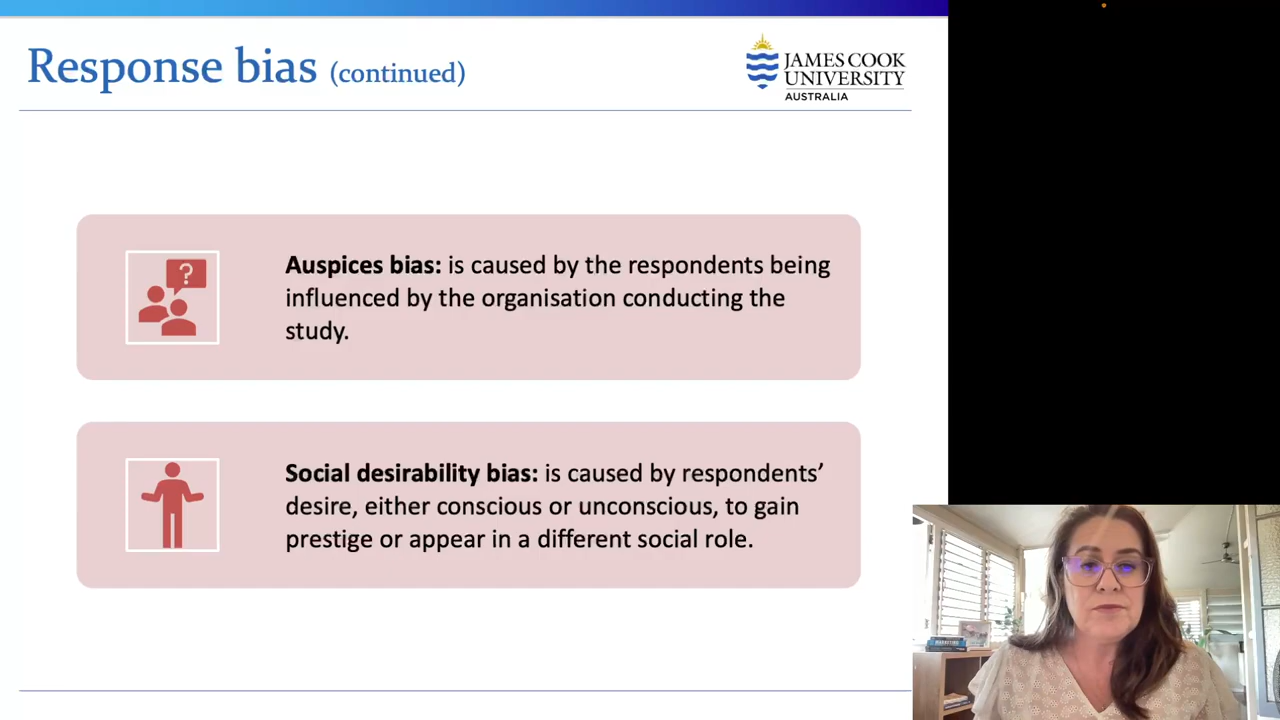 Response bias (continued)
JAMES COOK
UNIVERSITY
AUSTRALIA
?
Auspices bias: is caused by the respondents being
influenced by the organisation conducting the
study.
Social desirability bias: is caused by respondents’
desire, either conscious or unconscious, to gain
prestige or appear in a different social role.